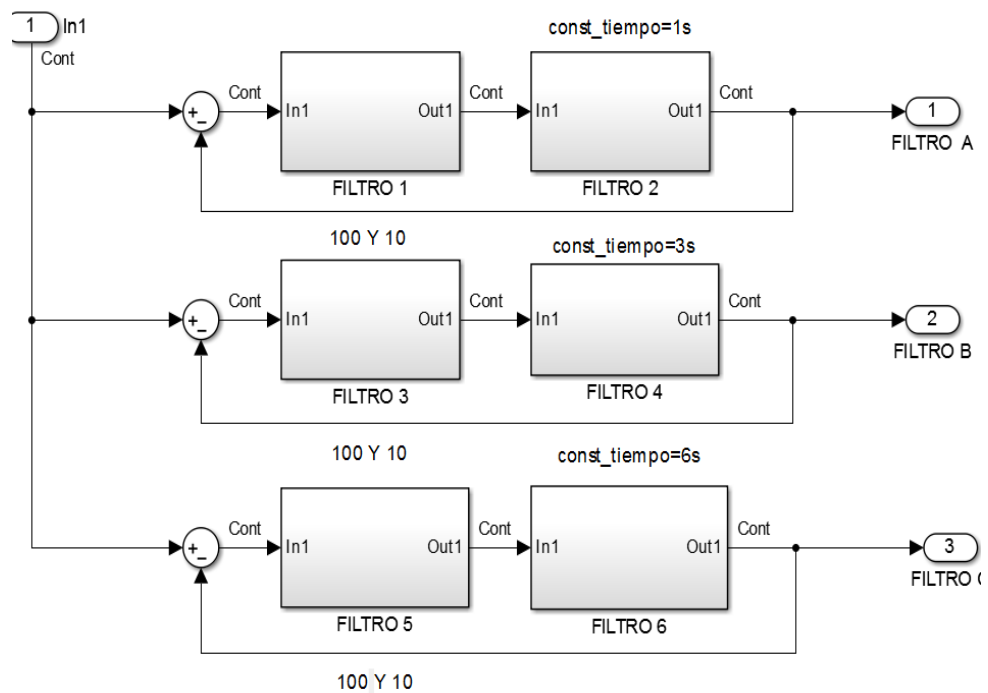 1
In1
Cont
const_tiempo=1s
+
−
Cont
In1
Out1
Cont
In1
Out1
Cont
1
FILTRO 1
FILTRO 2
FILTRO A
100 Y 10
const_tiempo=3s
+
−
Cont
In1
Out1
Cont
In1
Out1
Cont
2
FILTRO 3
FILTRO 4
FILTRO B
100 Y 10
const_tiempo=6s
+
−
Cont
In1
Out1
Cont
In1
Out1
Cont
3
FILTRO 5
FILTRO 6
FILTRO
100 Y 10